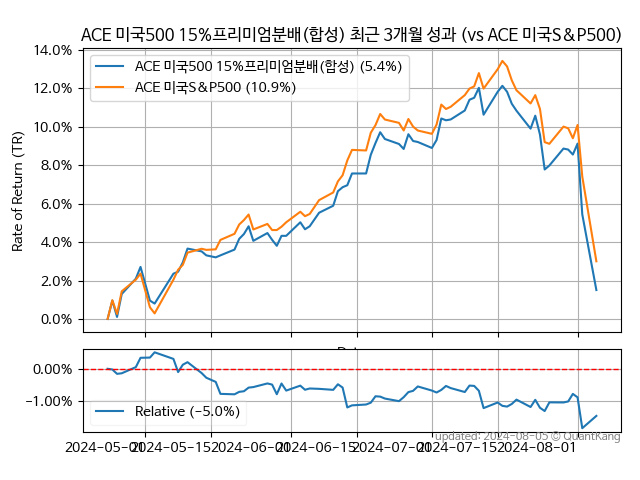 ACE 미국500 15%프리미엄분배(합성) 최근 3개월 성과 (vs ACE 미국S&P500)
14.0%
ACE 미국500 15%프리미엄분배(합성) (5.4%)
ACE 미국S&P500 (10.9%)
12.0%
10.0%
8.0%
6.0%
4.0%
2.0%
0.0%
Rate of Return (TR)
0.00%
−1.00%
Relative (−5.0%)
2024-05-01 2024-05-15 2024-06-01 2024-06-15 2024-07-01 2024-07-15 2024-08-01
updated: 2024-08-05 © QuantKang